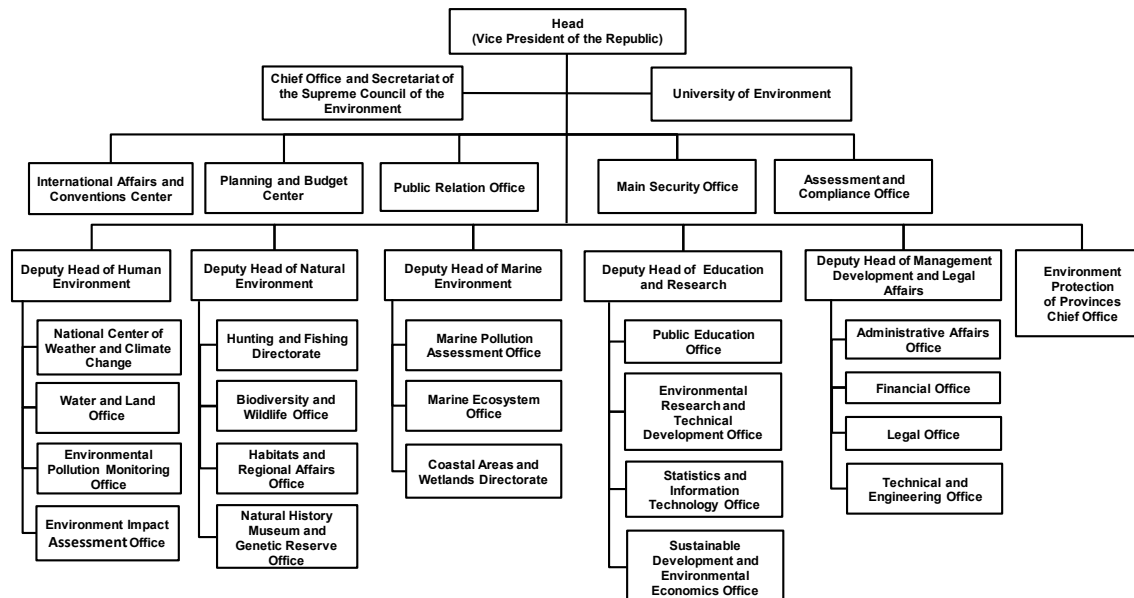 Head
(Vice President of the Republic)
Chief Office and Secretariat of
the Supreme Council of the
Environment
University of Environment
International Affairs and
Conventions Center
Planning and Budget
Center
Public Relation Office
Main Security Office
Assessment and
Compliance Office
Deputy Head of Human
Environment
Deputy Head of Natural
Environment
Deputy Head of Marine
Environment
Deputy Head of Education
and Research
Deputy Head of Management
Development and Legal
Affairs
Environment
Protection
of Provinces
Chief Office
National Center of
Weather and Climate
Change
Water and Land
Office
Environmental
Pollution Monitoring
Office
Environment Impact
Assessment Office
Hunting and Fishing
Directorate
Biodiversity and
Wildlife Office
Habitats and
Regional Affairs
Office
Natural History
Museum and
Genetic Reserve
Office
Marine Pollution
Assessment Office
Marine Ecosystem
Office
Coastal Areas and
Wetlands Directorate
Public Education
Office
Environmental
Research and
Technical
Development Office
Statistics and
Information
Technology Office
Sustainable
Development and
Environmental
Economics Office
Administrative Affairs
Office
Financial Office
Legal Office
Technical and
Engineering Office